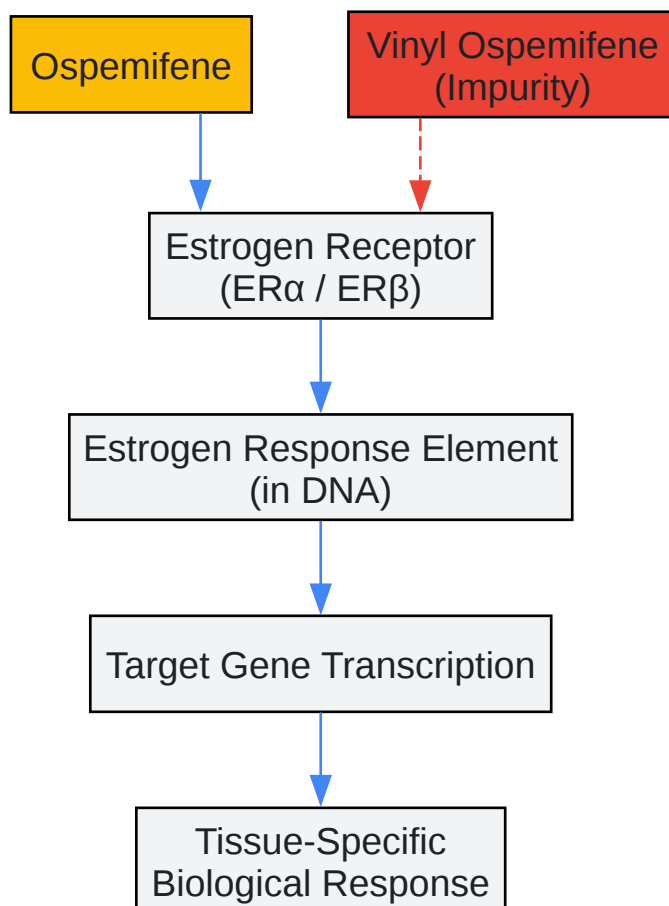 Ospemifene
Vinyl Ospemifene
(Impurity)
Estrogen Receptor
(ERα / ERβ)
Estrogen Response Element
(in DNA)
Target Gene Transcription
Tissue-Specific
Biological Response